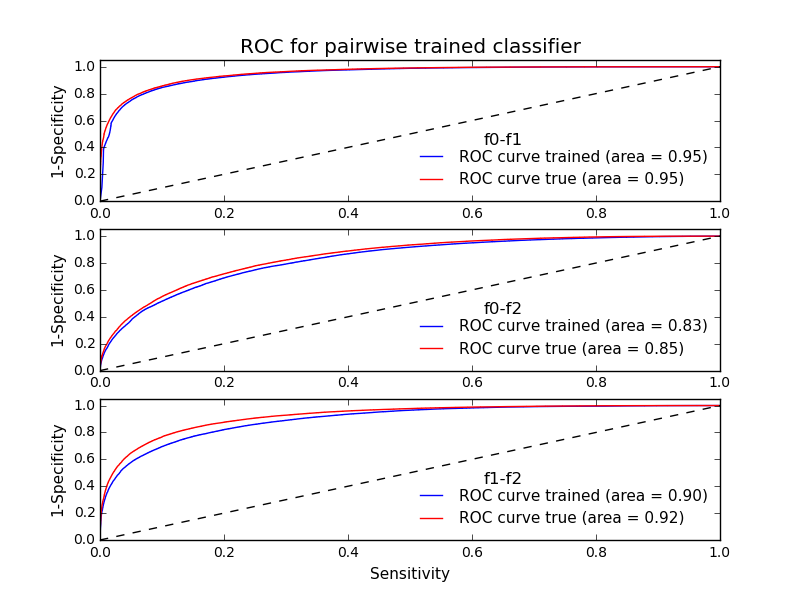 ROC for pairwise trained classifier
1.0
0.8
0.6
0.4
0.2
0.0
1-Specificity
f0-f1
ROC curve trained (area = 0.95)
ROC curve true (area = 0.95)
0.0 0.2 0.4 0.6 0.8 1.0
1.0
0.8
0.6
0.4
0.2
0.0
1-Specificity
f0-f2
ROC curve trained (area = 0.83)
ROC curve true (area = 0.85)
0.0 0.2 0.4 0.6 0.8 1.0
1.0
0.8
0.6
0.4
0.2
0.0
1-Specificity
f1-f2
ROC curve trained (area = 0.90)
ROC curve true (area = 0.92)
0.0 0.2 0.4 0.6 0.8 1.0
Sensitivity